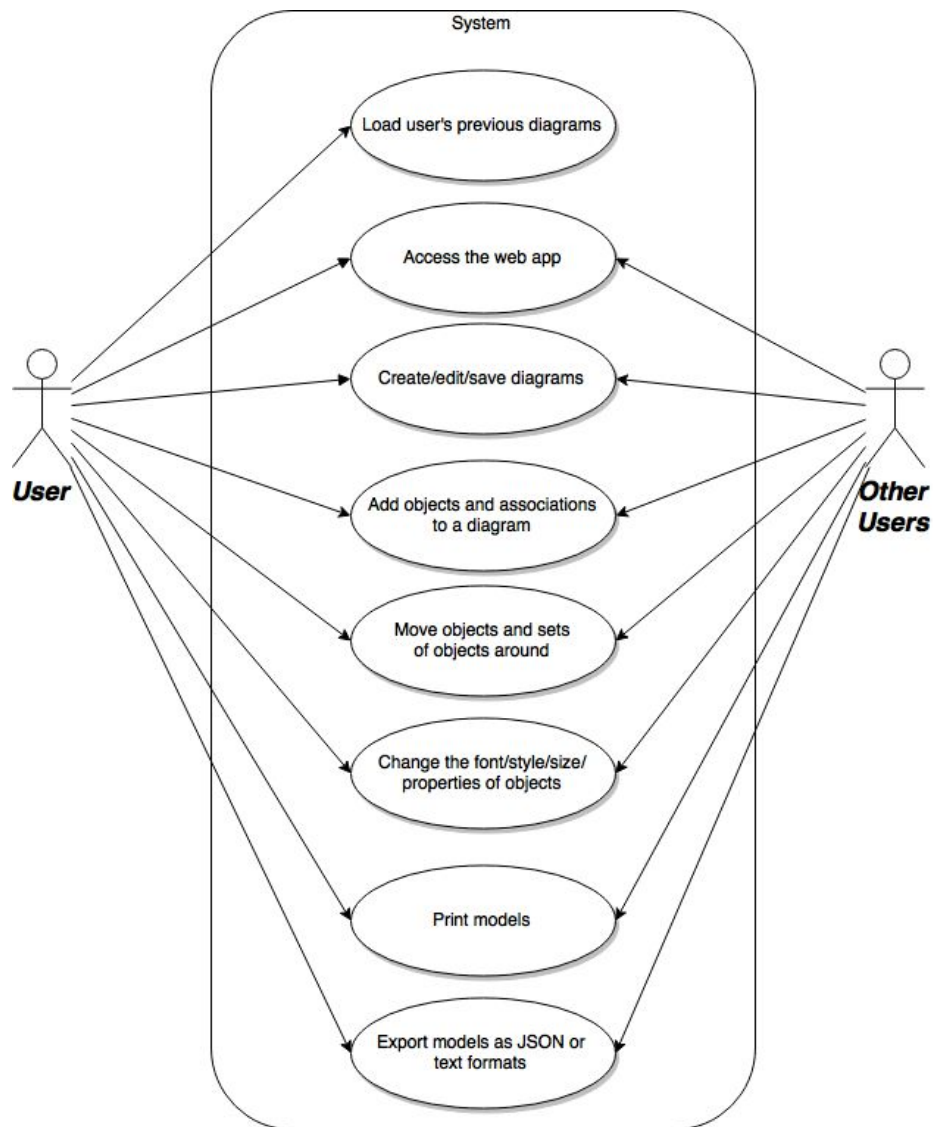 System
Load user's previous diagrams
Access the web app
Create/edit/save diagrams
User
Other
Users
Add objects and associations
to a diagram
Move objects and sets
of objects around
Change the font/style/size/
properties of objects
Print models
Export models as JSON or
text formats